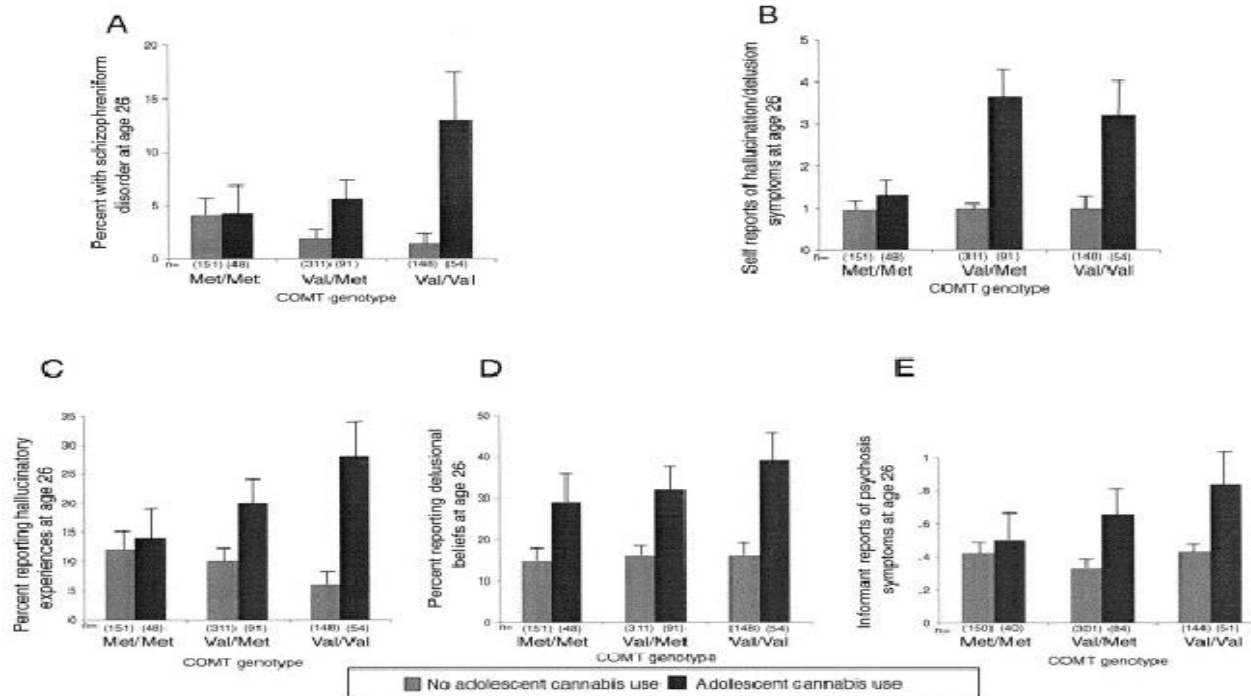 A
Percent with schizophreniform
disorder at age 26
20
15
10
5
0
n= (151) (48) (311) (91) (148) (54)
Met/Met Val/Met Val/Val
COMT genotype
B
Self reports of hallucination/delusion
symptoms at age 26
5
4
3
2
1
0
n= (151) (48) (311) (91) (148) (54)
Met/Met Val/Met Val/Val
COMT genotype
C
Percent reporting hallucinatory
experiences at age 26
35
30
25
20
15
10
5
0
n= (151) (48) (311) (91) (148) (54)
Met/Met Val/Met Val/Val
COMT genotype
D
Percent reporting delusional
beliefs at age 26
50
40
30
20
10
0
n= (151) (48) (311) (91) (148) (54)
Met/Met Val/Met Val/Val
COMT genotype
E
Informant reports of psychosis
symptoms at age 26
1
.8
.6
.4
.2
0
n= (150) (40) (301) (84) (144) (51)
Met/Met Val/Met Val/Val
COMT genotype
No adolescent cannabis use Adolescent cannabis use